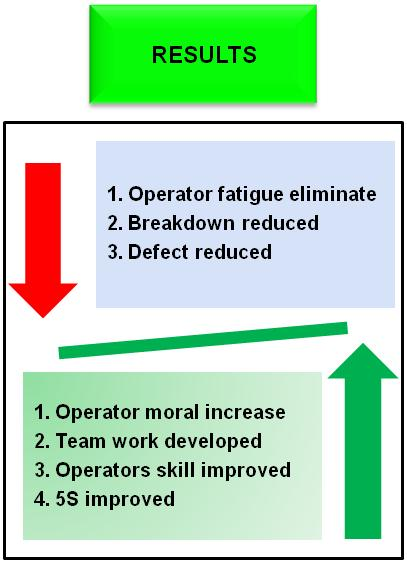 RESULTS
1. Operator fatigue eliminate
2. Breakdown reduced
3. Defect reduced
1. Operator moral increase
2. Team work developed
3. Operators skill improved
4. 5S improved